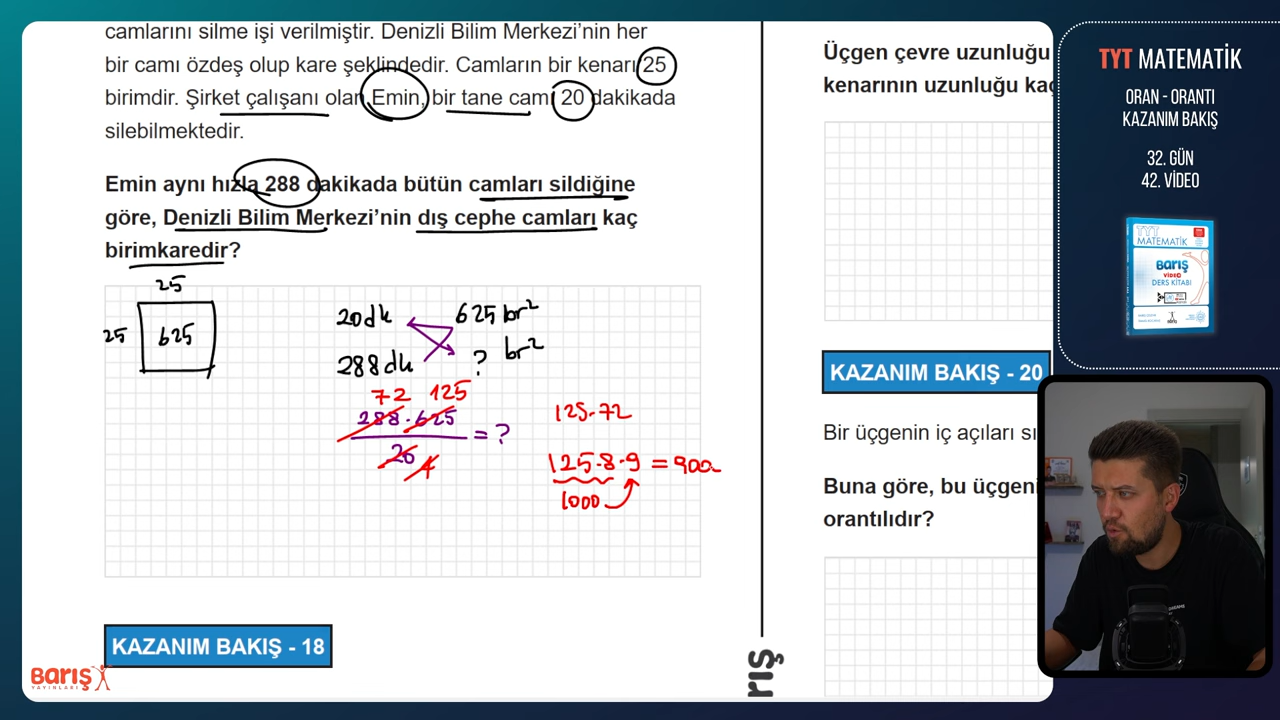 camlarını silme işi verilmiştir. Denizli Bilim Merkezi'nin her
bir camı özdeş olup kare şeklindedir. Camların bir kenarı 25
birimdir. Şirket çalışanı olan Emin, bir tane camı 20 dakikada
silebilmektedir.
Emin aynı hızla 288 dakikada bütün camları sildiğine
göre, Denizli Bilim Merkezi'nin dış cephe camları kaç
birimkaredir?
25
25
625
20dk 625 br²
288dk ? br²
72 125
288 · 625
= ?
20 4
125·72
125·8·9 = 900
1000
KAZANIM BAKIŞ - 18
BARIŞ
YAYINLARI
Üçgen çevre uzunluğu
kenarının uzunluğu
KAZANIM BAKIŞ - 20
Bir üçgenin iç açıları
Buna göre, bu
orantılıdır?
TYT MATEMATİK
ORAN - ORANTI
KAZANIM BAKIŞ
32. GÜN
42. VİDEO
TYT
MATEMATİK
BARIŞ
VİDEO
DERS KİTABI